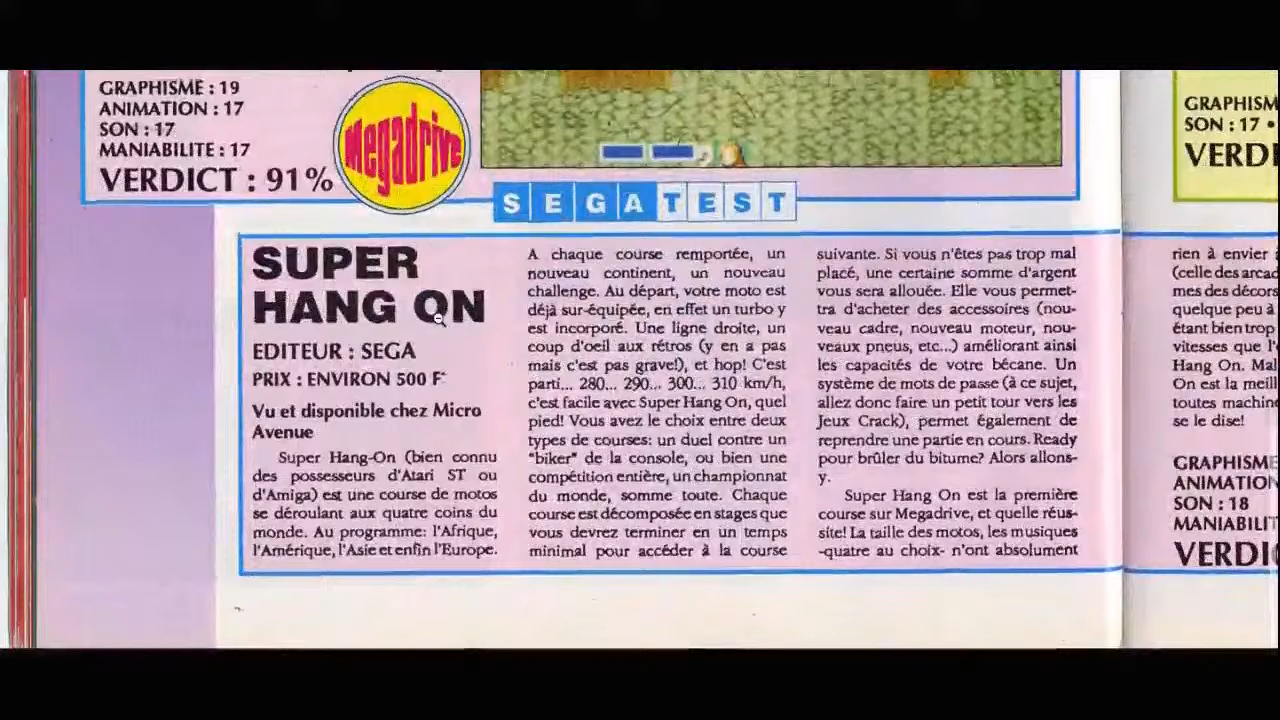 GRAPHISME : 19
ANIMATION : 17
SON : 17
MANIABILITE : 17
VERDICT : 91%
Megadrive
SEGATEST
SUPER
HANG ON
EDITEUR : SEGA
PRIX : ENVIRON 500 F
Vu et disponible chez Micro
Avenue
Super Hang-On (bien connu
des possesseurs d'Atari ST ou
d'Amiga) est une course de motos
se déroulant aux quatre coins du
monde. Au programme: l'Afrique,
l'Amérique, l'Asie et enfin l'Europe.
A chaque course remportée, un
nouveau continent, un nouveau
challenge. Au départ, votre moto est
déjà sur-équipée, en effet un turbo y
est incorporé. Une ligne droite, un
coup d'oeil aux rétros (y en a pas
mais c'est pas grave!), et hop! C'est
parti... 280... 290... 300... 310 km/h,
c'est facile avec Super Hang On, quel
pied! Vous avez le choix entre deux
types de courses: un duel contre un
"biker" de la console, ou bien une
compétition entière, un championnat
du monde, somme toute. Chaque
course est décomposée en stages que
vous devrez terminer en un temps
minimal pour accéder à la course
suivante. Si vous n'êtes pas trop mal
placé, une certaine somme d'argent
vous sera allouée. Elle vous permet-
tra d'acheter des accessoires (nou-
veau cadre, nouveau moteur, nou-
veaux pneus, etc...) améliorant ainsi
les capacités de votre bécane. Un
système de mots de passe (à ce sujet,
allez donc faire un petit tour vers les
Jeux Crack), permet également de
reprendre une partie en cours. Ready
pour brûler du bitume? Alors allons-
y.
Super Hang On est la première
course sur Megadrive, et quelle réus-
site! La taille des motos, les musiques
-quatre au choix- n'ont absolument
GRAPHISM
SON : 17 •
VERD
rien à envier
(celle des arcad
mes des décors
quelque peu à
étant bien trop
vitesses que l'
Hang On. Mal
On est la meill
toutes machin
se le dise!
GRAPHISME
ANIMATION
SON : 18
MANIABILIT
VERDIC